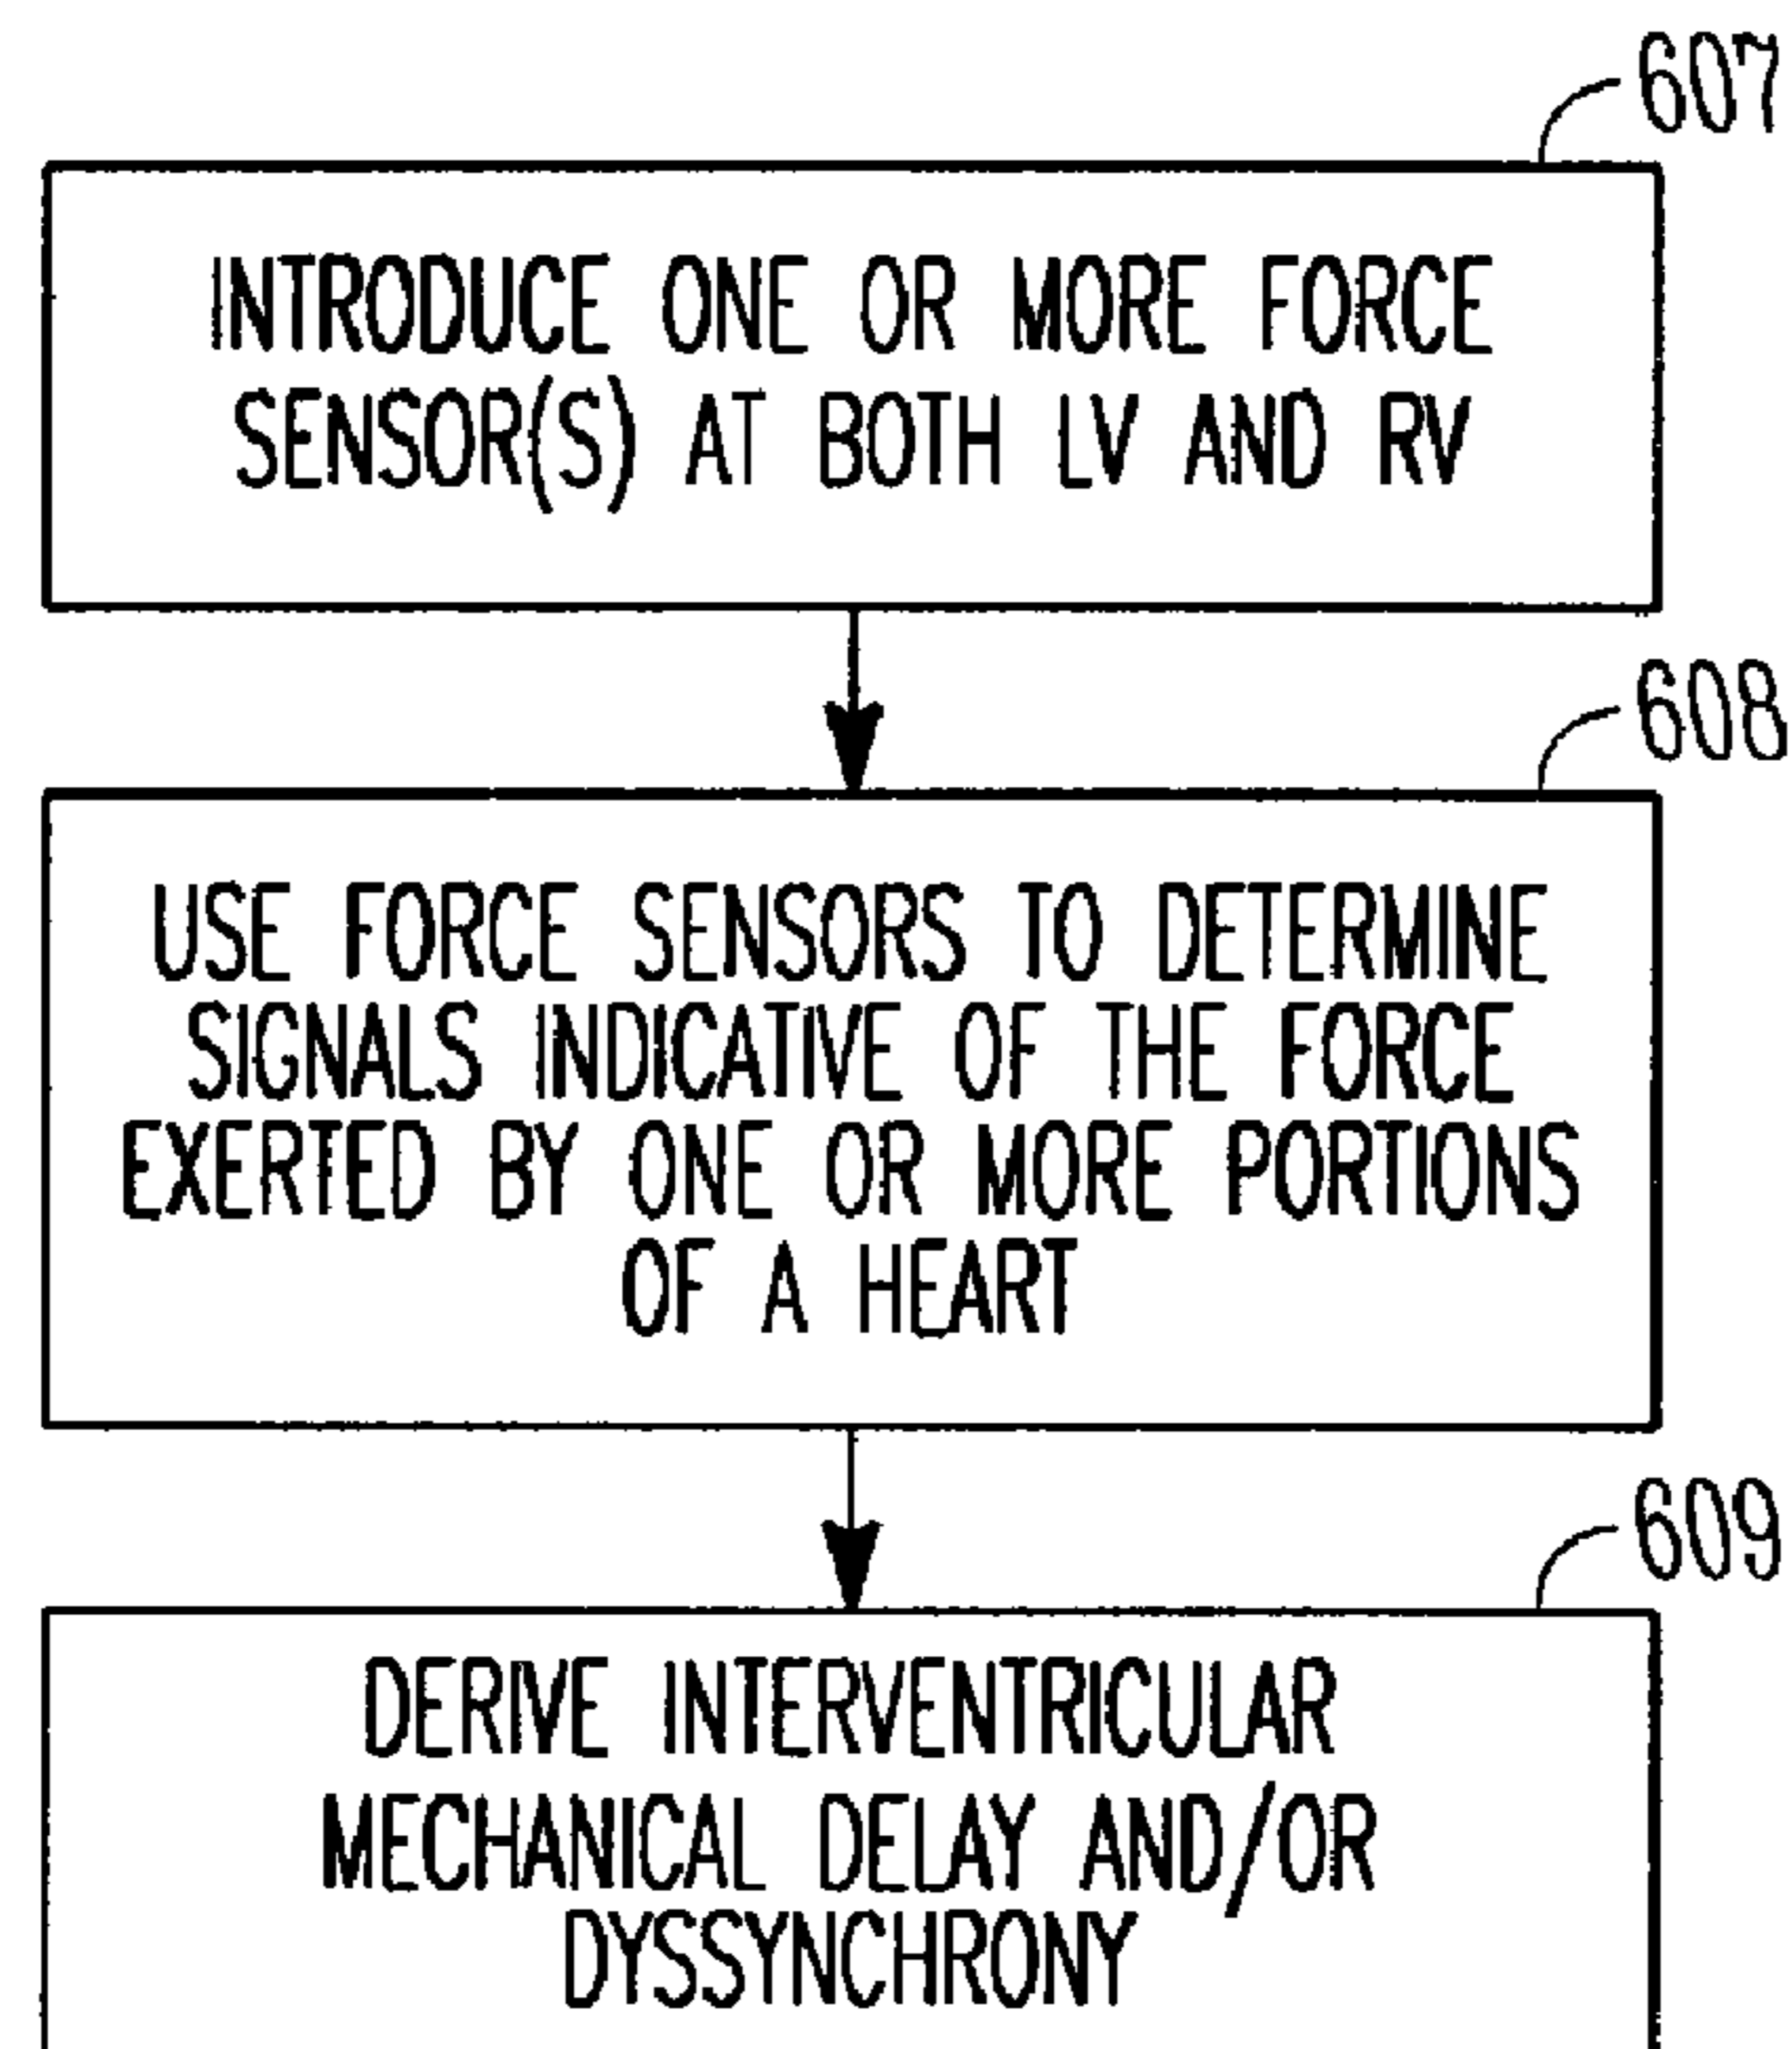 607
INTRODUCE ONE OR MORE FORCE
SENSOR(S) AT BOTH LV AND RV
608
USE FORCE SENSORS TO DETERMINE
SIGNALS INDICATIVE OF THE FORCE
EXERTED BY ONE OR MORE PORTIONS
OF A HEART
609
DERIVE INTERVENTRICULAR
MECHANICAL DELAY AND/OR
DYSSYNCHRONY